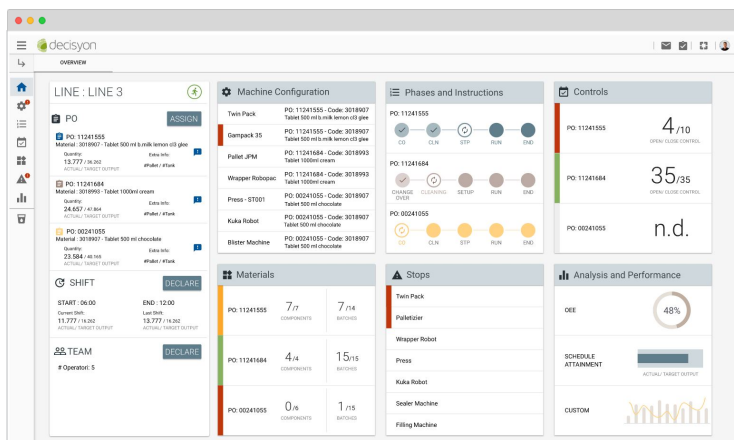 decisyon
OVERVIEW
LINE : LINE 3
PO
ASSIGN
PO: 11241555
Material : 3018907 - Tablet 500 ml b.milk lemon cl3 glee
Quantity:
Extra Info:
13.777 / 36.262
ACTUAL/ TARGET OUTPUT
#Pallet / #Tank
PO: 11241684
Material : 3018993 - Tablet 1000ml cream
Quantity:
Extra Info:
24.657 / 47.864
ACTUAL/ TARGET OUTPUT
#Pallet / #Tank
PO: 00241055
Material : 3018907 - Tablet 500 ml chocolate
Quantity:
Extra Info:
23.584 / 40.165
ACTUAL/ TARGET OUTPUT
#Pallet / #Tank
SHIFT
DECLARE
START : 06:00
END : 12:00
Current Shift:
Last Shift:
11.777 / 16.262
13.777 / 16.262
ACTUAL/ TARGET OUTPUT
ACTUAL/ TARGET OUTPUT
TEAM
DECLARE
# Operatori: 5
Machine Configuration
Twin Pack
PO: 11241555 - Code: 3018907
Tablet 500 ml b.milk lemon cl3 glee
Gampack 35
PO: 11241555 - Code: 3018907
Tablet 500 ml b.milk lemon cl3 glee
Pallet JPM
PO: 11241684 - Code: 3018993
Tablet 1000ml cream
Wrapper Robopac
PO: 11241684 - Code: 3018993
Tablet 1000ml cream
Press - ST001
PO: 00241055 - Code: 3018907
Tablet 500 ml chocolate
Kuka Robot
PO: 00241055 - Code: 3018907
Tablet 500 ml chocolate
Blister Machine
PO: 00241055 - Code: 3018907
Tablet 500 ml chocolate
Phases and Instructions
PO: 11241555
CO
CLN
STP
RUN
END
PO: 11241684
CHANGE
OVER
CLEANING
SETUP
RUN
END
PO: 00241055
CO
CLN
STP
RUN
END
Controls
PO: 11241555
4/10
OPEN/ CLOSE CONTROL
PO: 11241684
35/35
OPEN/ CLOSE CONTROL
PO: 00241055
n.d.
Materials
PO: 11241555
7/7
COMPONENTS
7/14
BATCHES
PO: 11241684
4/4
COMPONENTS
15/15
BATCHES
PO: 00241055
0/6
COMPONENTS
1/15
BATCHES
Stops
Twin Pack
Palletizier
Wrapper Robot
Press
Kuka Robot
Sealer Machine
Filling Machine
Analysis and Performance
OEE
48%
SCHEDULE
ATTAINMENT
ACTUAL/ TARGET OUTPUT
CUSTOM